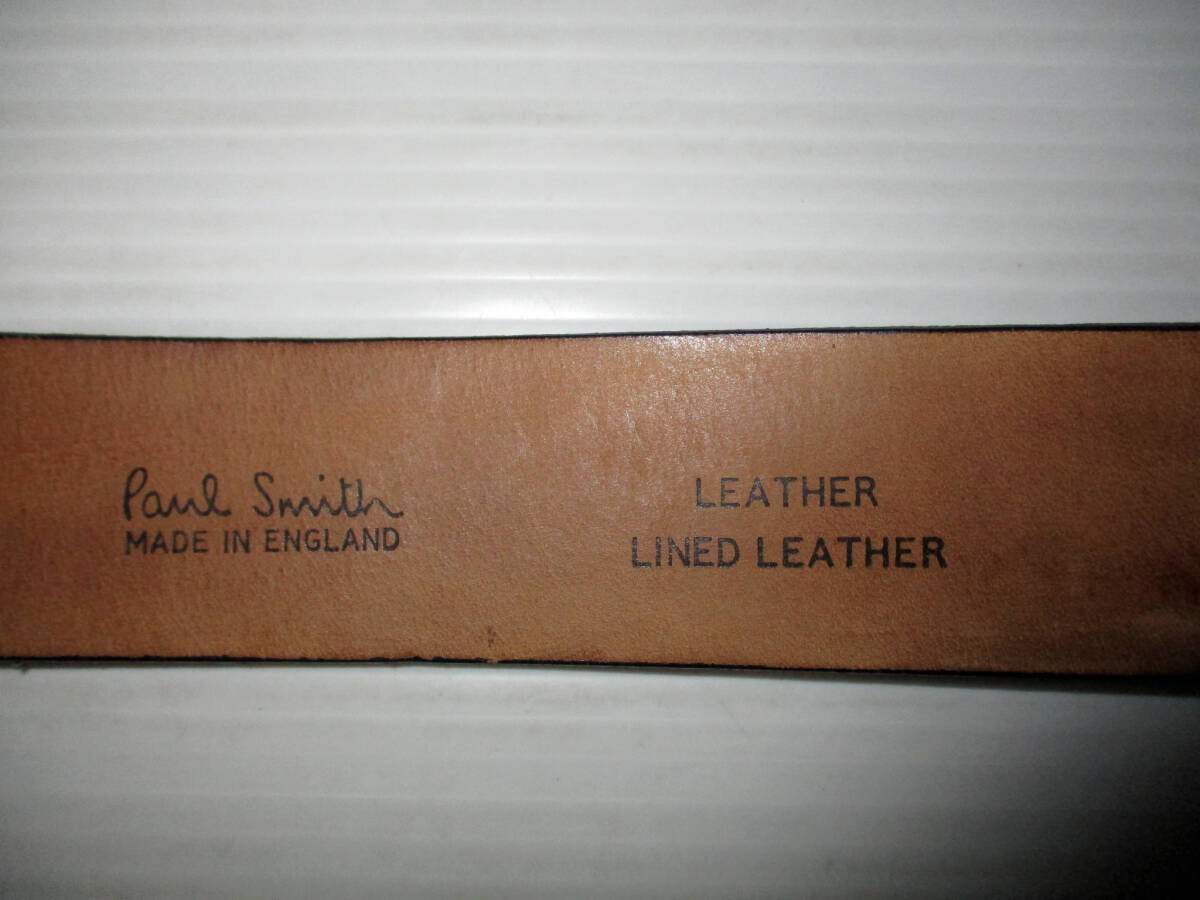 Paul Smith
MADE IN ENGLAND
LEATHER
LINED LEATHER